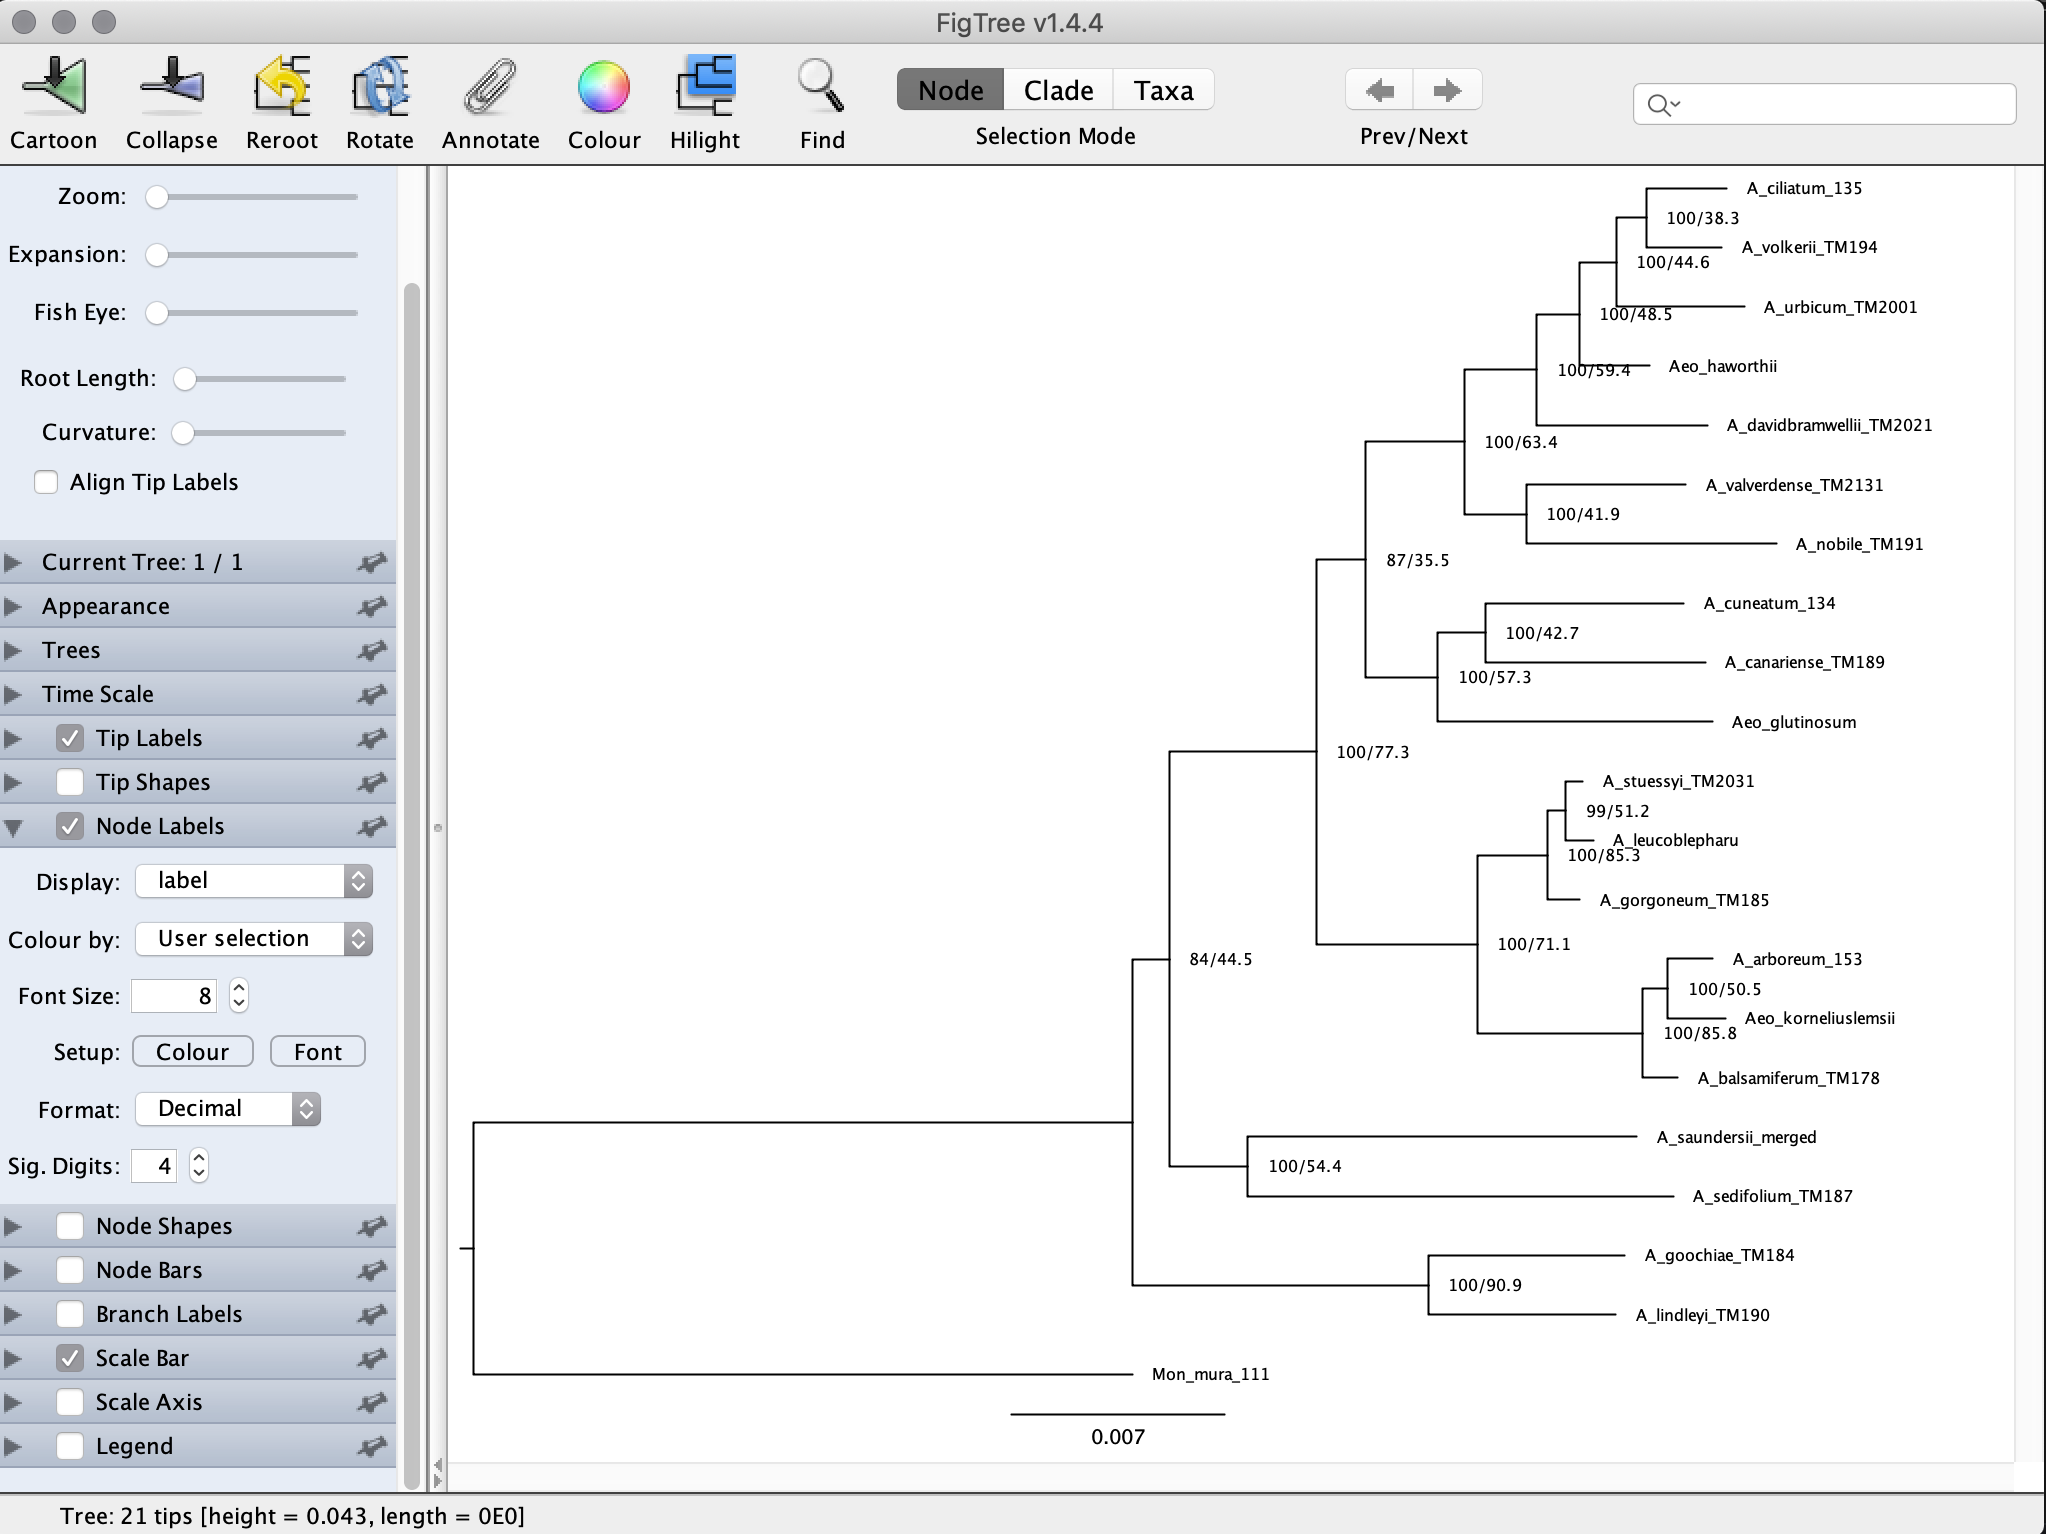 FigTree v1.4.4
Cartoon Collapse Reroot Rotate Annotate Colour Hilight Find
Node Clade Taxa
Selection Mode
Prev/Next
Zoom:
Expansion:
Fish Eye:
Root Length:
Curvature:
Align Tip Labels
Current Tree: 1 / 1
Appearance
Trees
Time Scale
Tip Labels
Tip Shapes
Node Labels
Display: label
Colour by: User selection
Font Size: 8
Setup: Colour Font
Format: Decimal
Sig. Digits: 4
Node Shapes
Node Bars
Branch Labels
Scale Bar
Scale Axis
Legend
A_ciliatum_135
100/38.3
A_volkerii_TM194
100/44.6
A_urbicum_TM2001
100/48.5
Aeo_haworthii
100/59.4
A_davidbramwellii_TM2021
100/63.4
A_valverdense_TM2131
100/41.9
A_nobile_TM191
87/35.5
A_cuneatum_134
100/42.7
A_canariense_TM189
100/57.3
Aeo_glutinosum
100/77.3
A_stuessyi_TM2031
99/51.2
A_leucoblepharu
100/85.3
A_gorgoneum_TM185
100/71.1
84/44.5
A_arboreum_153
100/50.5
Aeo_korneliuslemsii
100/85.8
A_balsamiferum_TM178
A_saundersii_merged
100/54.4
A_sedifolium_TM187
A_goochiae_TM184
100/90.9
A_lindleyi_TM190
Mon_mura_111
0.007
Tree: 21 tips [height = 0.043, length = 0E0]